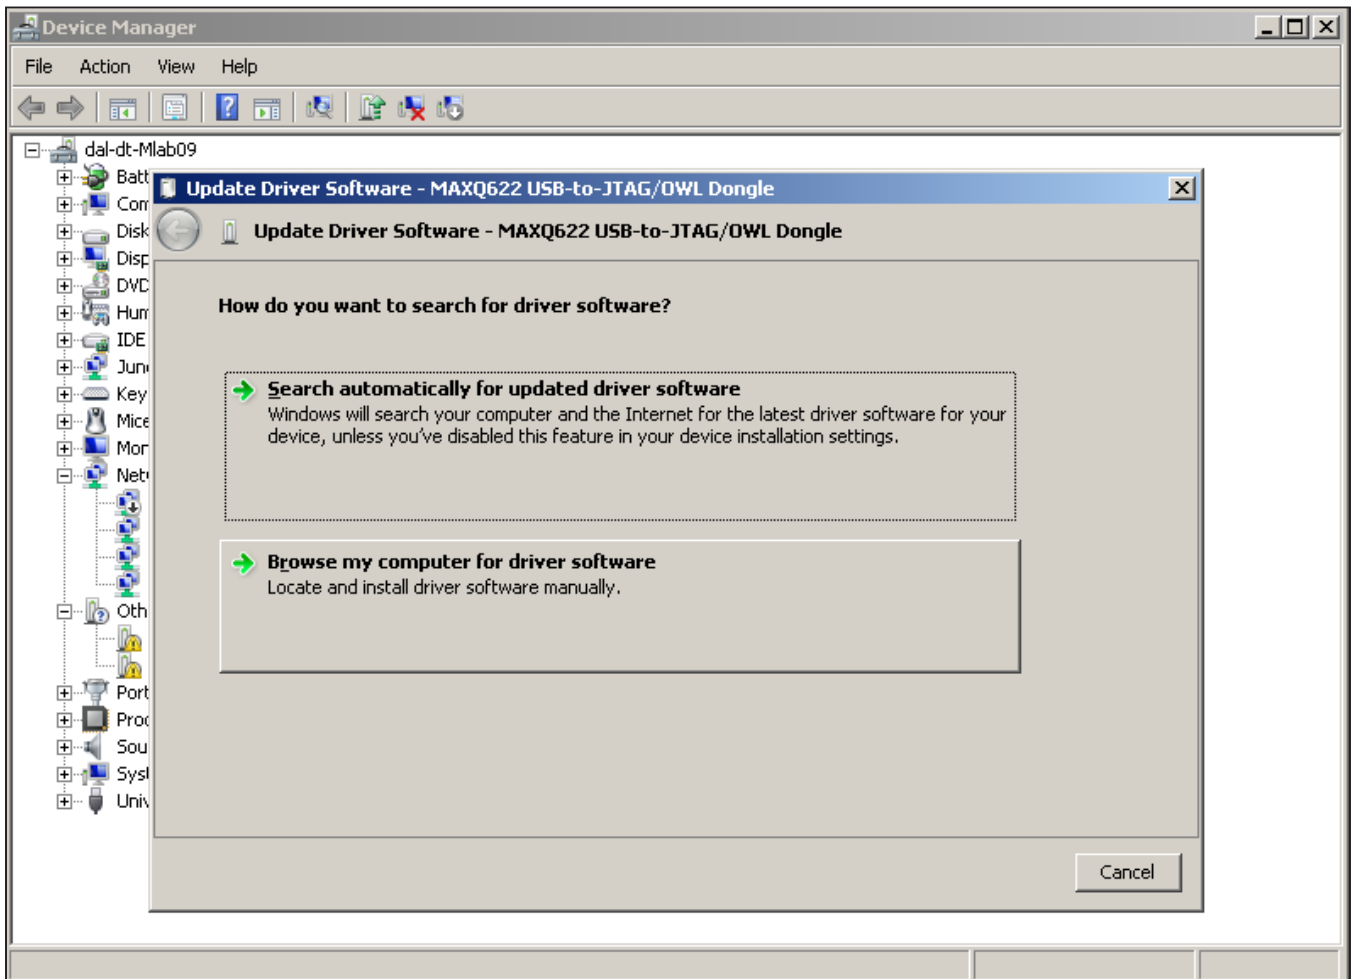 Device Manager
File Action View Help
dal-dt-Mlab09
Batt
Com
Disk
Disp
DVD
Hum
IDE
Key
Mice
Mon
Net
Oth
Port
Proc
Sou
Syst
Univ
Update Driver Software - MAXQ622 USB-to-JTAG/OWL Dongle
Update Driver Software - MAXQ622 USB-to-JTAG/OWL Dongle
How do you want to search for driver software?
Search automatically for updated driver software
Windows will search your computer and the Internet for the latest driver software for your
device, unless you've disabled this feature in your device installation settings.
Browse my computer for driver software
Locate and install driver software manually.
Cancel